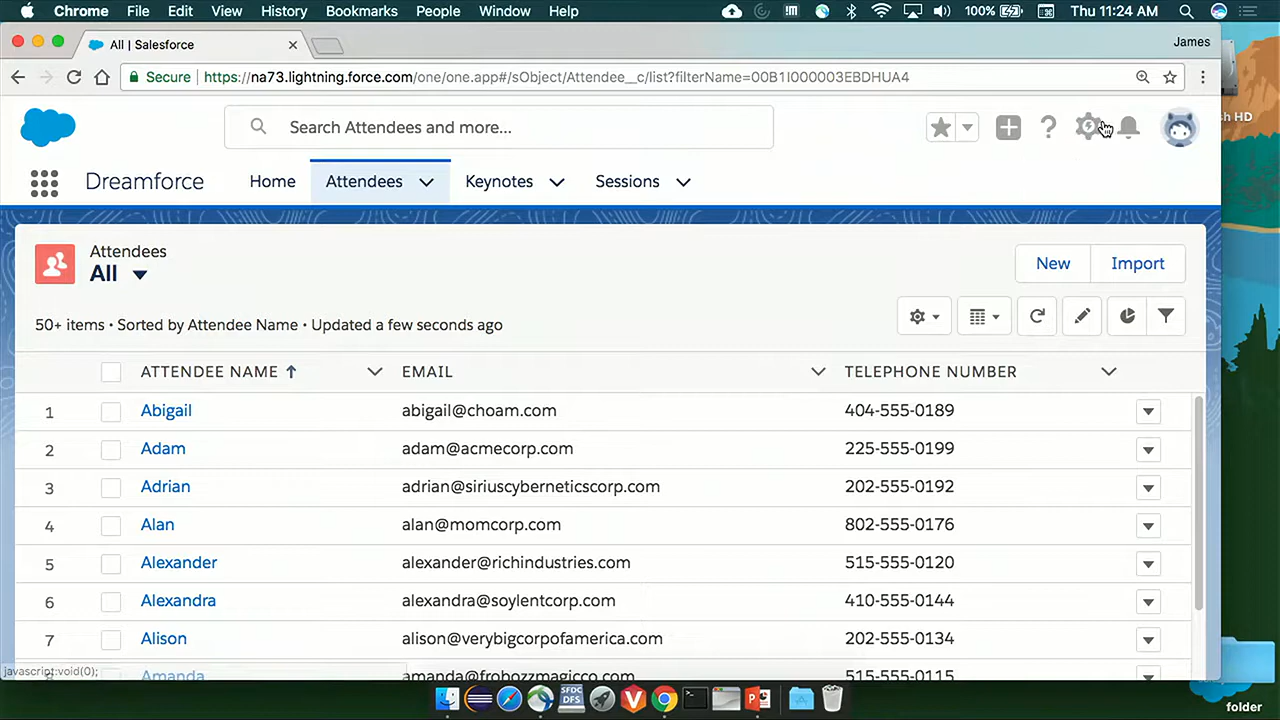 Chrome File Edit View History Bookmarks People Window Help 100% Thu 11:24 AM
All | Salesforce James
Secure https://na73.lightning.force.com/one/one.app#/sObject/Attendee__c/list?filterName=00B1I000003EBDHUA4
Search Attendees and more...
sh HD
Dreamforce Home Attendees Keynotes Sessions
Attendees
All
New Import
50+ items • Sorted by Attendee Name • Updated a few seconds ago
ATTENDEE NAME EMAIL TELEPHONE NUMBER
1 Abigail abigail@choam.com 404-555-0189
2 Adam adam@acmecorp.com 225-555-0199
3 Adrian adrian@siriuscyberneticscorp.com 202-555-0192
4 Alan alan@momcorp.com 802-555-0176
5 Alexander alexander@richindustries.com 515-555-0120
6 Alexandra alexandra@soylentcorp.com 410-555-0144
7 Alison alison@verybigcorpofamerica.com 202-555-0134
8 Amanda amanda@frobozzmagicco.com 515-555-0115
javascript:void(0);
SFDC
DFS
folder